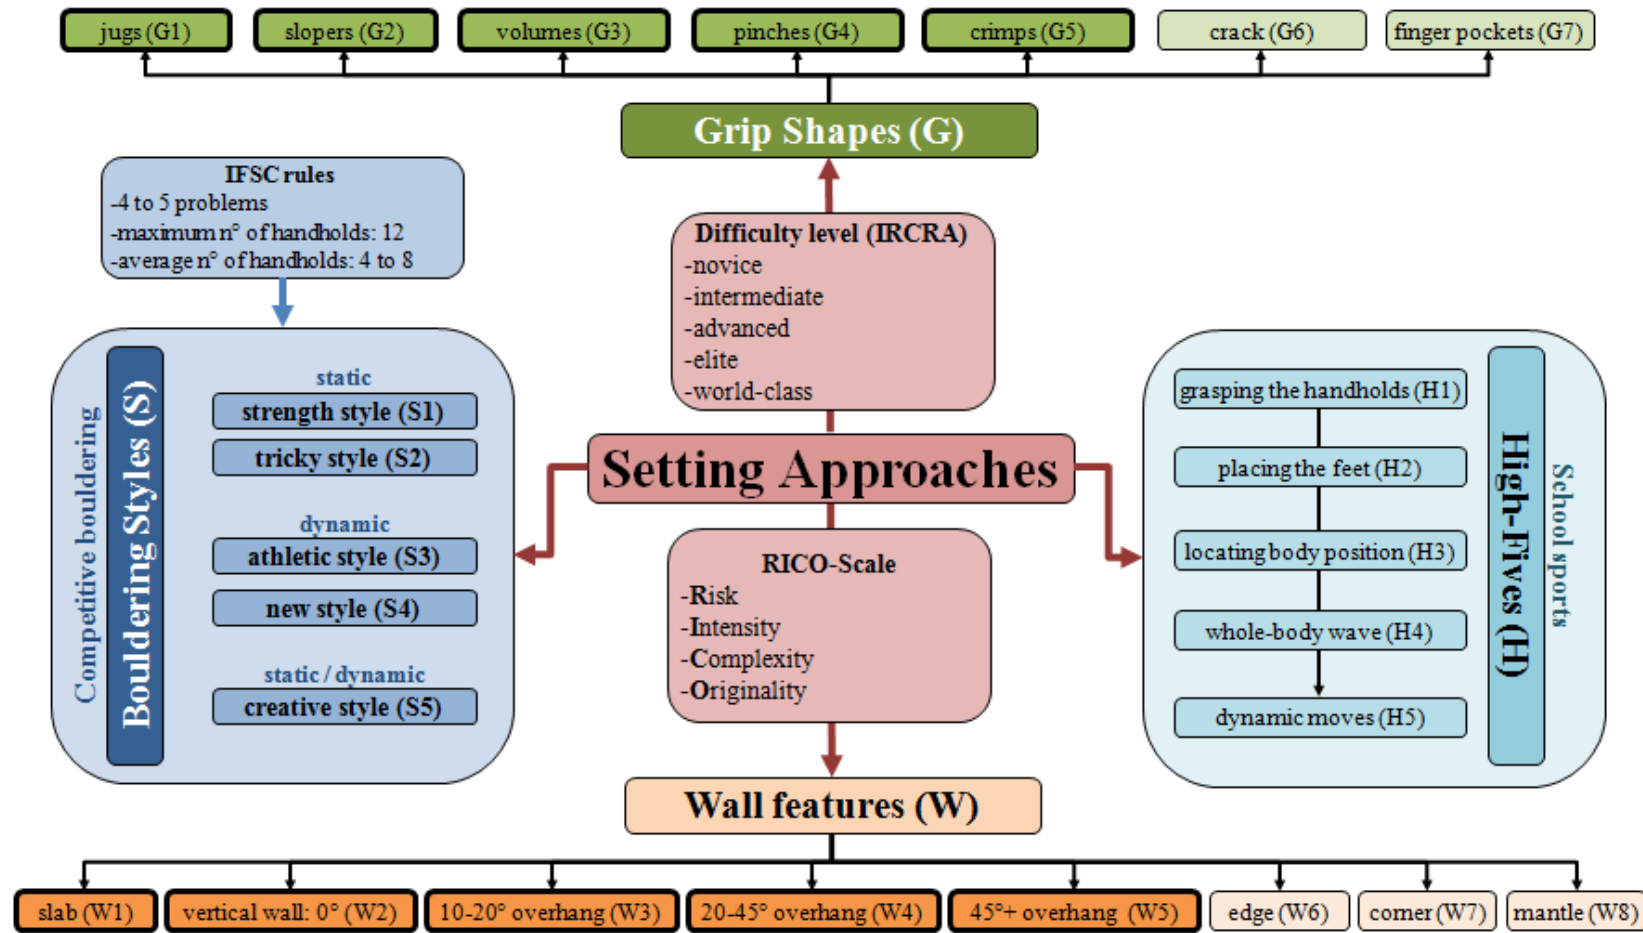 jugs (G1)
slopers (G2)
volumes (G3)
pinches (G4)
crimps (G5)
crack (G6)
finger pockets (G7)
Grip Shapes (G)
IFSC rules
-4 to 5 problems
-maximum n° of handholds: 12
-average n° of handholds: 4 to 8
Difficulty level (IRCRA)
-novice
-intermediate
-advanced
-elite
-world-class
Competitive bouldering
Bouldering Styles (S)
static
strength style (S1)
tricky style (S2)
dynamic
athletic style (S3)
new style (S4)
static / dynamic
creative style (S5)
Setting Approaches
RICO-Scale
-Risk
-Intensity
-Complexity
-Originality
grasping the handholds (H1)
placing the feet (H2)
locating body position (H3)
whole-body wave (H4)
dynamic moves (H5)
High-Fives (H)
School sports
Wall features (W)
slab (W1)
vertical wall: 0° (W2)
10-20° overhang (W3)
20-45° overhang (W4)
45°+ overhang (W5)
edge (W6)
corner (W7)
mantle (W8)